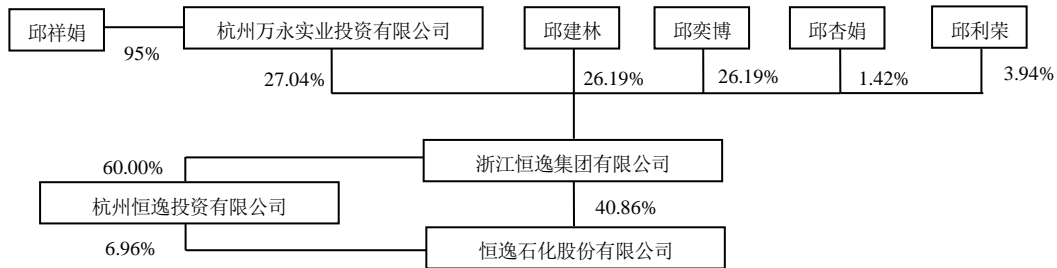 邱祥娟
杭州万永实业投资有限公司
邱建林
邱奕博
邱杏娟
邱利荣
95%
27.04%
26.19%
26.19%
1.42%
3.94%
浙江恒逸集团有限公司
60.00%
杭州恒逸投资有限公司
40.86%
6.96%
恒逸石化股份有限公司